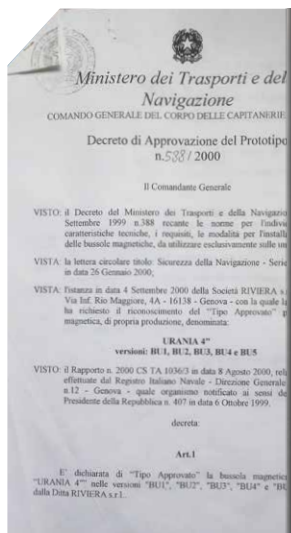 Ministero dei Trasporti e del
Navigazione
COMANDO GENERALE DEL CORPO DELLE CAPITANERIE
Decreto di Approvazione del Prototipo
n.538/2000
Il Comandante Generale
VISTO: il Decreto del Ministero dei Trasporti e della Navigazio
Settembre 1999 n.388 recante le norme per l'indivi
caratteristiche tecniche, i requisiti, le modalità per l'installa
delle bussole magnetiche, da utilizzare esclusivamente sulle un
VISTA: la lettera circolare titolo: Sicurezza della Navigazione - Serie
in data 26 Gennaio 2000;
VISTA: l'istanza in data 4 Settembre 2000 della Società RIVIERA s.
Via Inf. Rio Maggiore, 4A - 16138 - Genova - con la quale la
ha richiesto il riconoscimento del "Tipo Approvato" p
magnetica, di propria produzione, denominata:
URANIA 4"
versioni: BU1, BU2, BU3, BU4 e BU5
VISTO: il Rapporto n. 2000 CS TA 1036/3 in data 8 Agosto 2000, rel
effettuate dal Registro Italiano Navale - Direzione Generale
n.12 - Genova - quale organismo notificato ai sensi de
Presidente della Repubblica n. 407 in data 6 Ottobre 1999.
decreta:
Art.1
E' dichiarata di "Tipo Approvato" la bussola magnetica
"URANIA 4"" nelle versioni "BU1", "BU2", "BU3", "BU4" e "BU
dalla Ditta RIVIERA s.r.l..